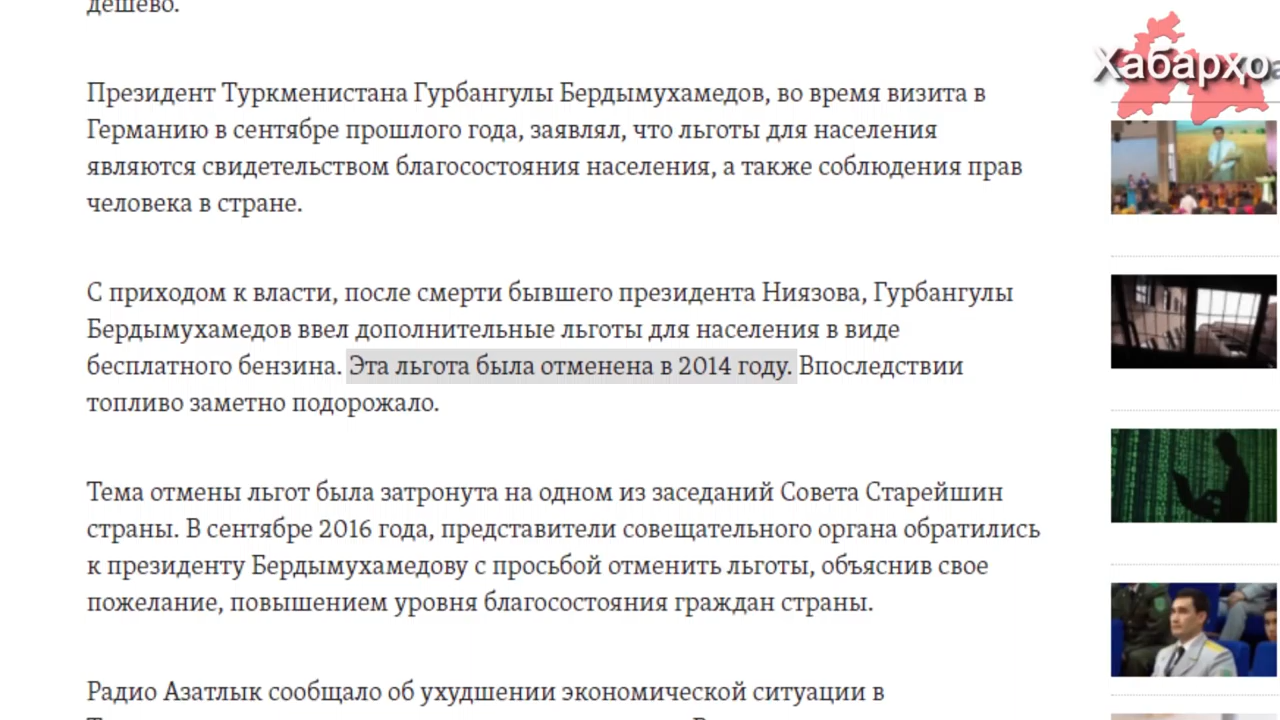 дешево.
Хабарҳо
Президент Туркменистана Гурбангулы Бердымухамедов, во время визита в
Германию в сентябре прошлого года, заявлял, что льготы для населения
являются свидетельством благосостояния населения, а также соблюдения прав
человека в стране.
С приходом к власти, после смерти бывшего президента Ниязова, Гурбангулы
Бердымухамедов ввел дополнительные льготы для населения в виде
бесплатного бензина. Эта льгота была отменена в 2014 году. Впоследствии
топливо заметно подорожало.
Тема отмены льгот была затронута на одном из заседаний Совета Старейшин
страны. В сентябре 2016 года, представители совещательного органа обратились
к президенту Бердымухамедову с просьбой отменить льготы, объяснив свое
пожелание, повышением уровня благосостояния граждан страны.
Радио Азатлык сообщало об ухудшении экономической ситуации в